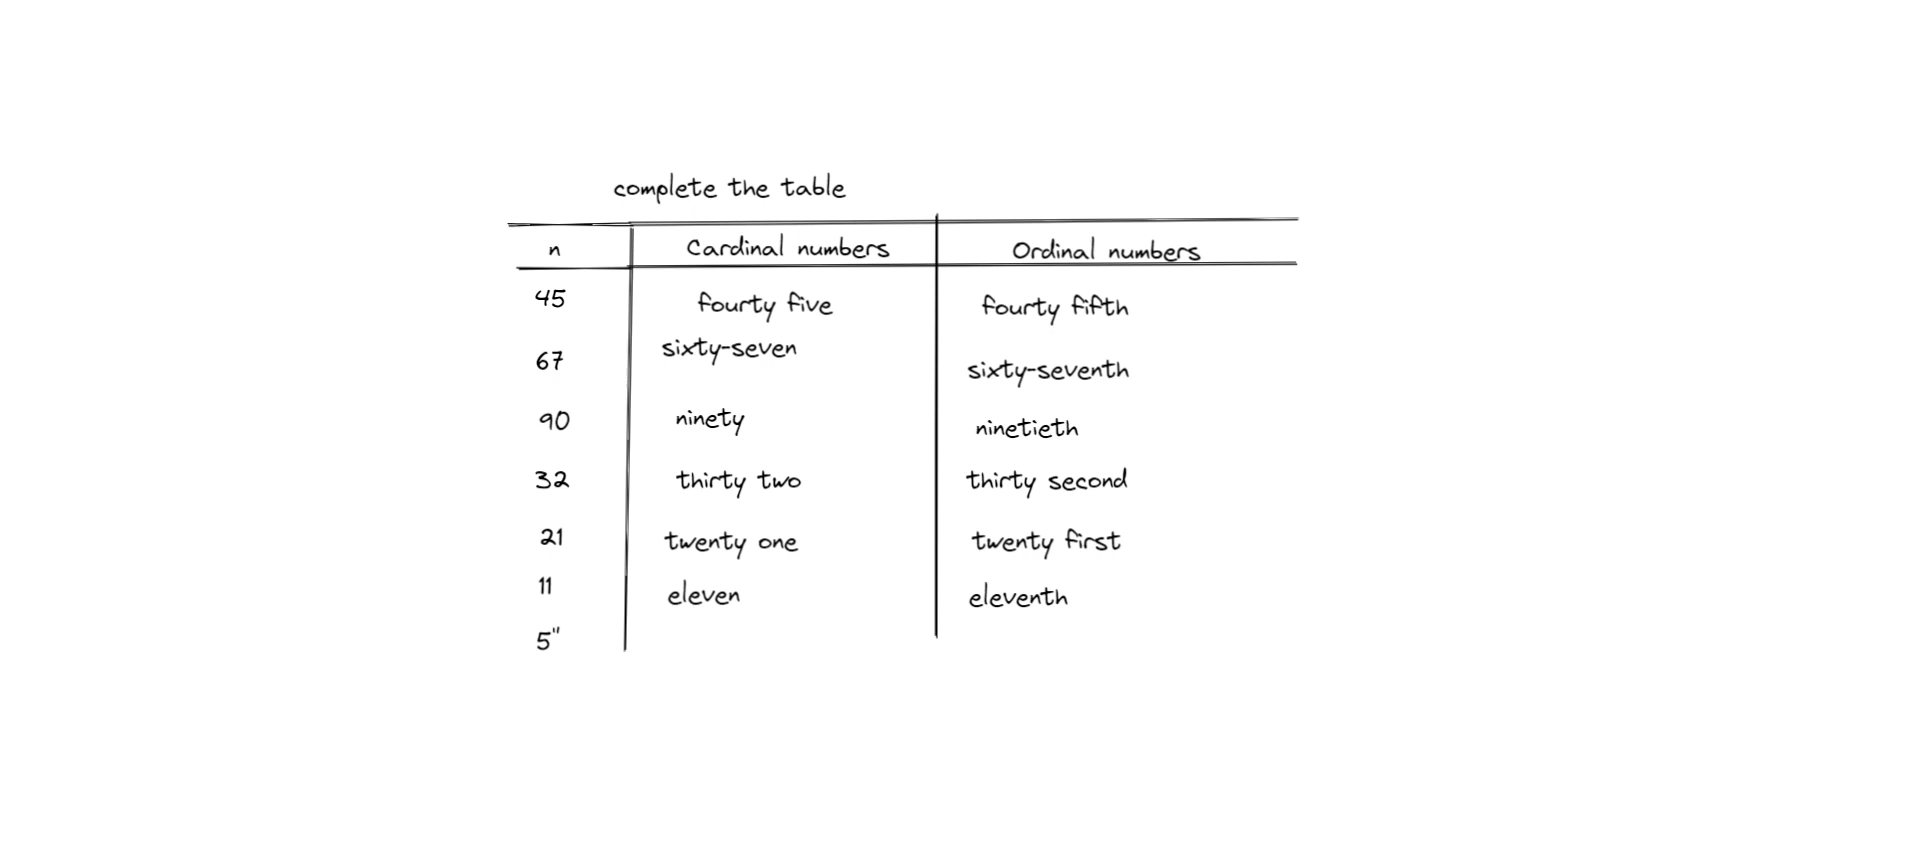 complete the table
n Cardinal numbers Ordinal numbers
45 fourty five fourty fifth
67 sixty-seven sixty-seventh
90 ninety ninetieth
32 thirty two thirty second
21 twenty one twenty first
11 eleven eleventh
5"